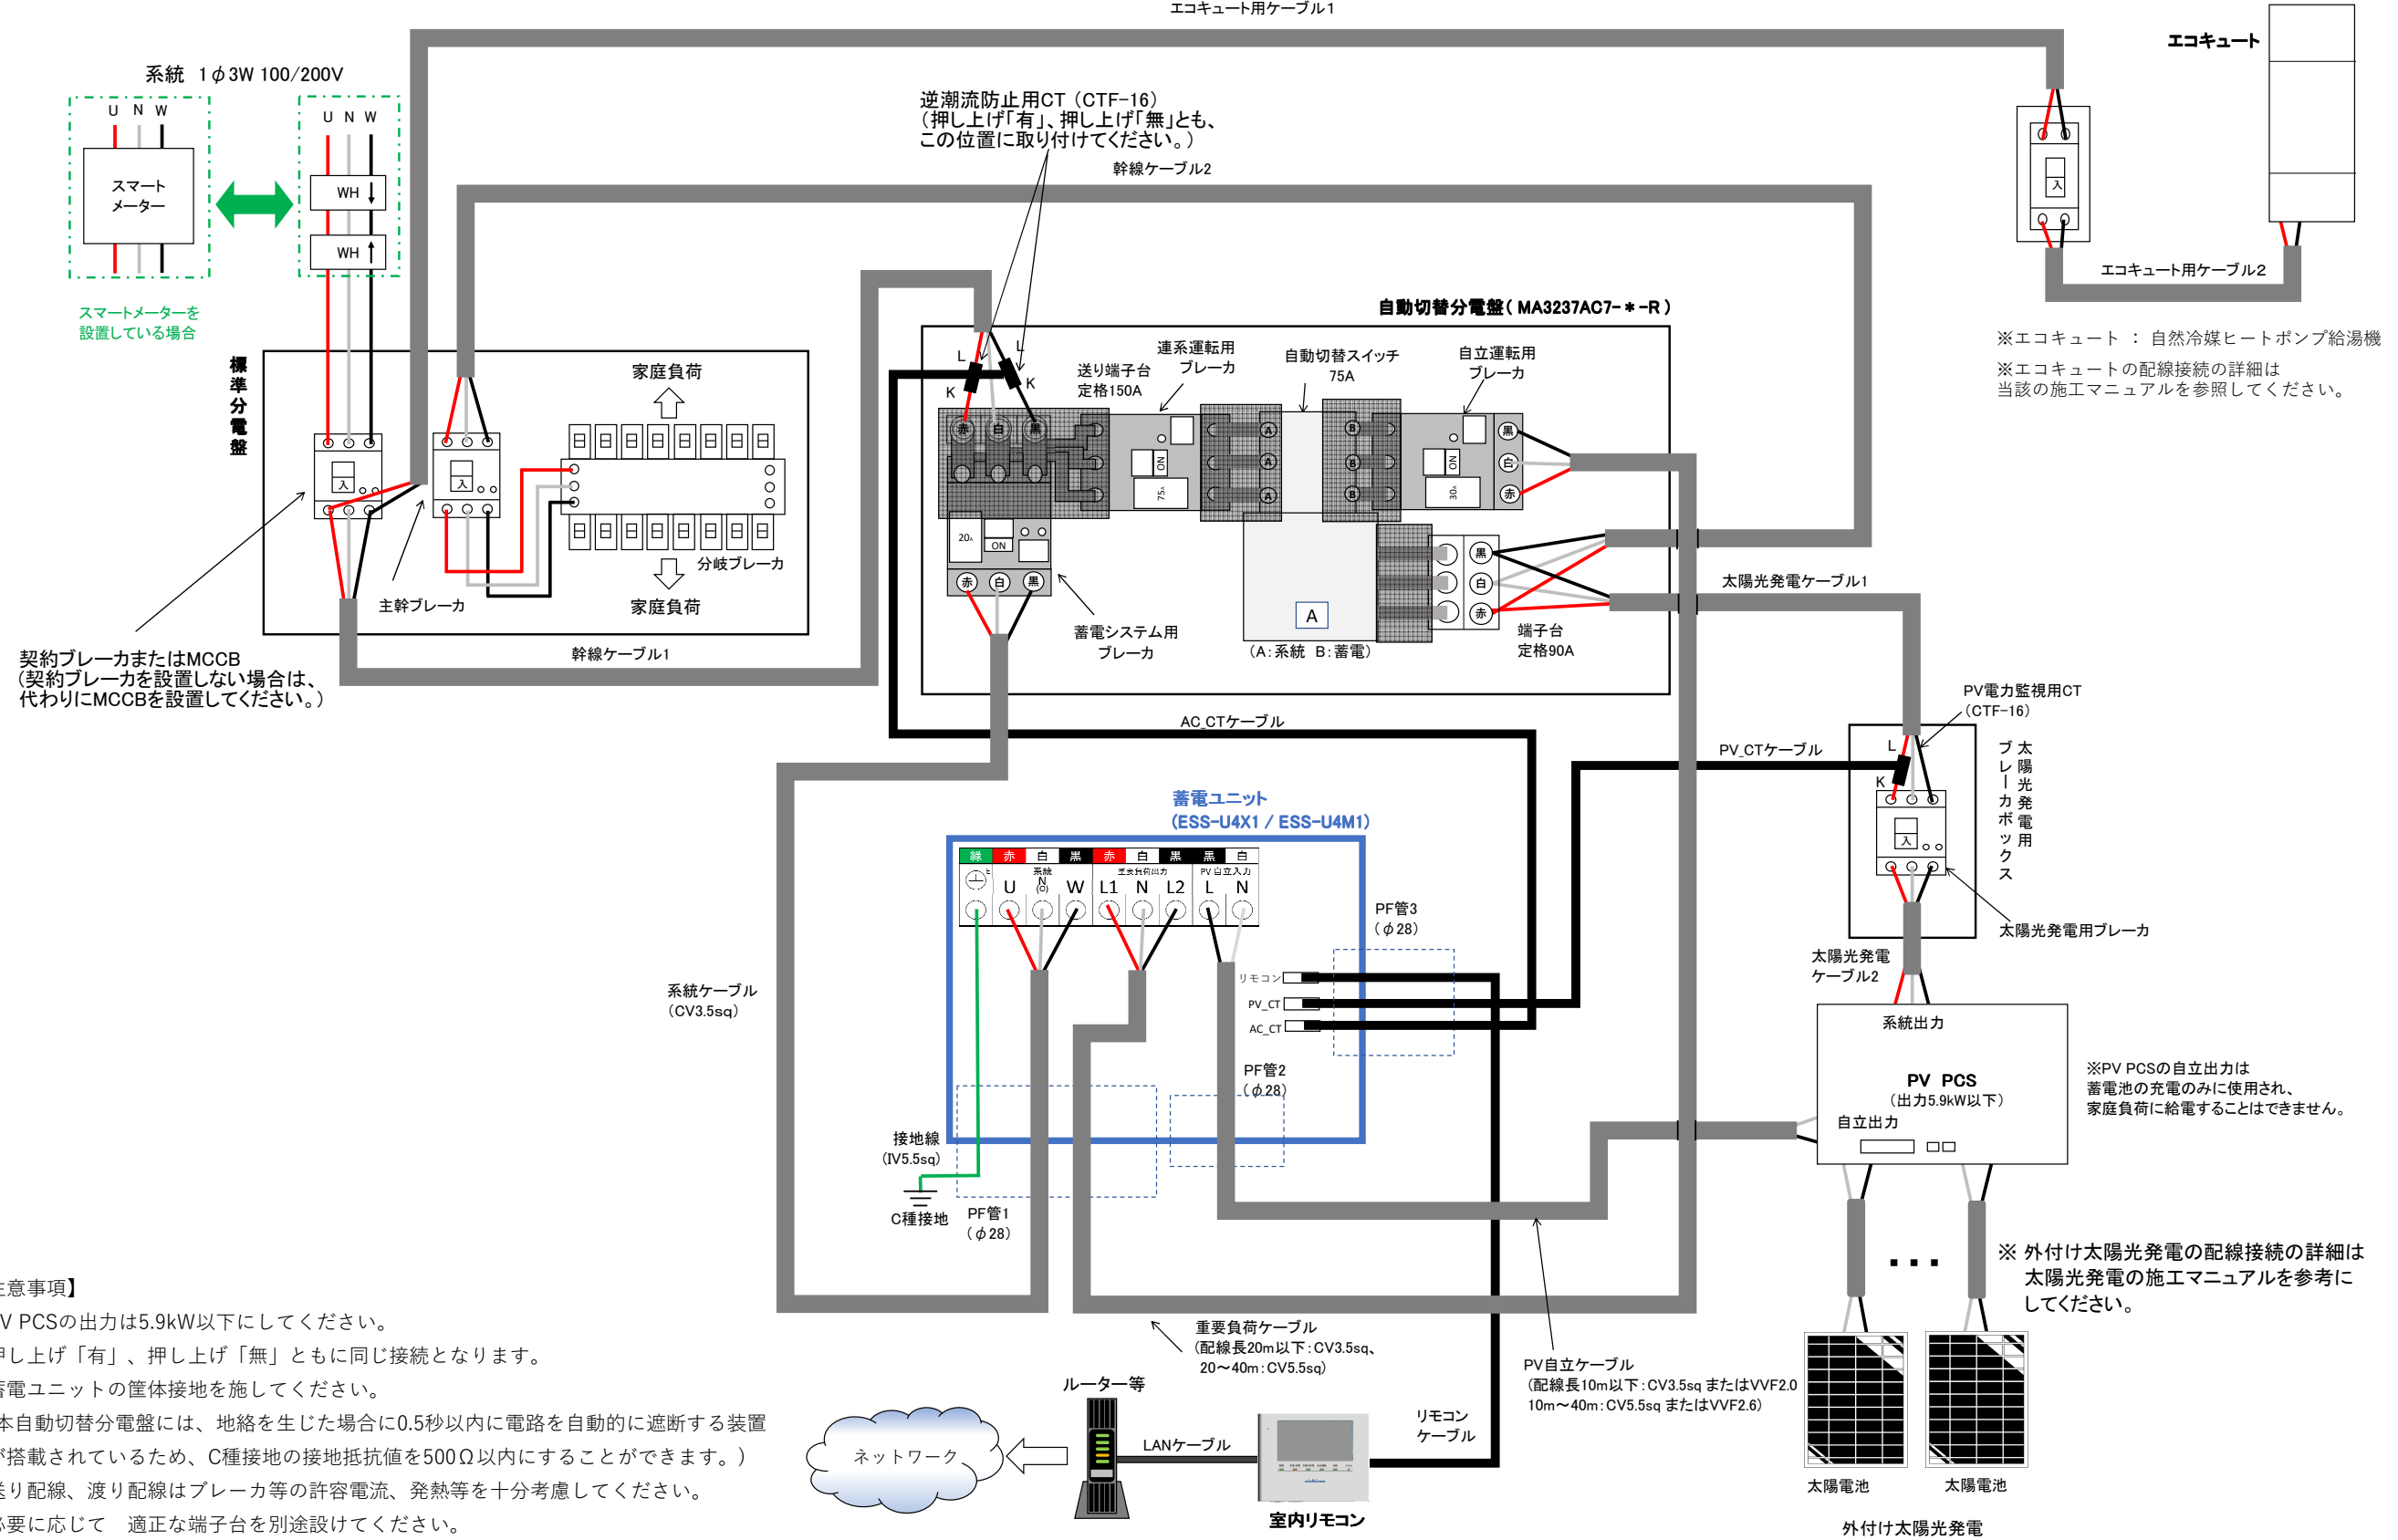 エコキュート用ケーブル1
エコキュート
系統 1φ3W 100/200V
U N W
スマート
メーター
U N W
WH
WH
スマートメーターを
設置している場合
逆潮流防止用CT（CTF-16）
（押し上げ「有」、押し上げ「無」とも、
この位置に取り付けてください。）
幹線ケーブル2
入
エコキュート用ケーブル2
※エコキュート ： 自然冷媒ヒートポンプ給湯機
※エコキュートの配線接続の詳細は
当該の施工マニュアルを参照してください。
標準分電盤
家庭負荷
入
入
分岐ブレーカ
家庭負荷
主幹ブレーカ
契約ブレーカまたはMCCB
（契約ブレーカを設置しない場合は、
代わりにMCCBを設置してください。）
幹線ケーブル1
自動切替分電盤( MA3237AC7-＊-R )
L
L
K
K
送り端子台
定格150A
連系運転用
ブレーカ
自動切替スイッチ
75A
自立運転用
ブレーカ
赤 白 黒
ON
75A
A
A
A
B
B
B
ON
30A
黒
白
赤
20A
ON
赤 白 黒
蓄電システム用
ブレーカ
A
（A：系統 B：蓄電）
黒
白
赤
端子台
定格90A
太陽光発電ケーブル1
AC_CTケーブル
PV_CTケーブル
PV電力監視用CT
（CTF-16）
L
K
入
太陽光発電用
ブレーカボックス
太陽光発電用ブレーカ
太陽光発電
ケーブル2
蓄電ユニット
(ESS-U4X1 / ESS-U4M1)
緑 赤 白 黒 赤 白 黒 黒 白
系統 重要負荷出力 PV自立入力
U N(O) W L1 N L2 L N
リモコン
PV_CT
AC_CT
PF管3
（φ28）
PF管2
（φ28）
系統ケーブル
（CV3.5sq）
接地線
(IV5.5sq)
C種接地
PF管1
（φ28）
系統出力
PV PCS
（出力5.9kW以下）
自立出力
※PV PCSの自立出力は
蓄電池の充電のみに使用され、
家庭負荷に給電することはできません。
重要負荷ケーブル
（配線長20m以下：CV3.5sq、
20～40m：CV5.5sq）
PV自立ケーブル
（配線長10m以下：CV3.5sq またはVVF2.0
10m～40m：CV5.5sq またはVVF2.6）
※ 外付け太陽光発電の配線接続の詳細は
太陽光発電の施工マニュアルを参考に
してください。
太陽電池
太陽電池
外付け太陽光発電
ルーター等
ネットワーク
LANケーブル
リモコン
ケーブル
室内リモコン
意事項】
V PCSの出力は5.9kW以下にしてください。
し上げ「有」、押し上げ「無」ともに同じ接続となります。
電ユニットの筐体接地を施してください。
本自動切替分電盤には、地絡を生じた場合に0.5秒以内に電路を自動的に遮断する装置
が搭載されているため、C種接地の接地抵抗値を500Ω以内にすることができます。）
り配線、渡り配線はブレーカ等の許容電流、発熱等を十分考慮してください。
要に応じて 適正な端子台を別途設けてください。